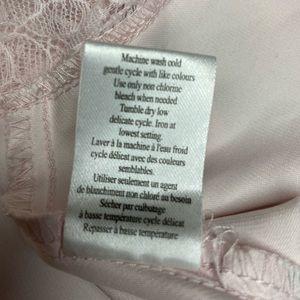 Machine wash cold
gentle cycle with like colours
Use only non chlorine
bleach when needed
Tumble dry low
delicate cycle. Iron at
lowest setting.
Laver à la machine à l'eau froid
cycle délicat avec des couleurs
semblables.
Utiliser seulement un agent
de blanchiment non chloré au besoin
Sécher par culbutage
à basse température cycle délicat
Repasser à basse température